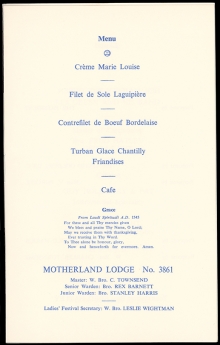 Menu
Crème Marie Louise
Filet de Sole Laguipière
Contrefilet de Boeuf Bordelaise
Turban Glace Chantilly
Friandises
Cafe
Grace
From Laudi Spirituali A.D. 1545
For these and all Thy mercies given
We bless and praise Thy Name, O Lord.
May we receive them with thanksgiving,
Ever trusting in Thy Word.
To Thee alone be honour, glory,
Now and henceforth for evermore. Amen.
MOTHERLAND LODGE No. 3861
Master: W. Bro. C. TOWNSEND
Senior Warden: Bro. REX BARNETT
Junior Warden: Bro. STANLEY HARRIS
Ladies' Festival Secretary: W. Bro. LESLIE WIGHTMAN